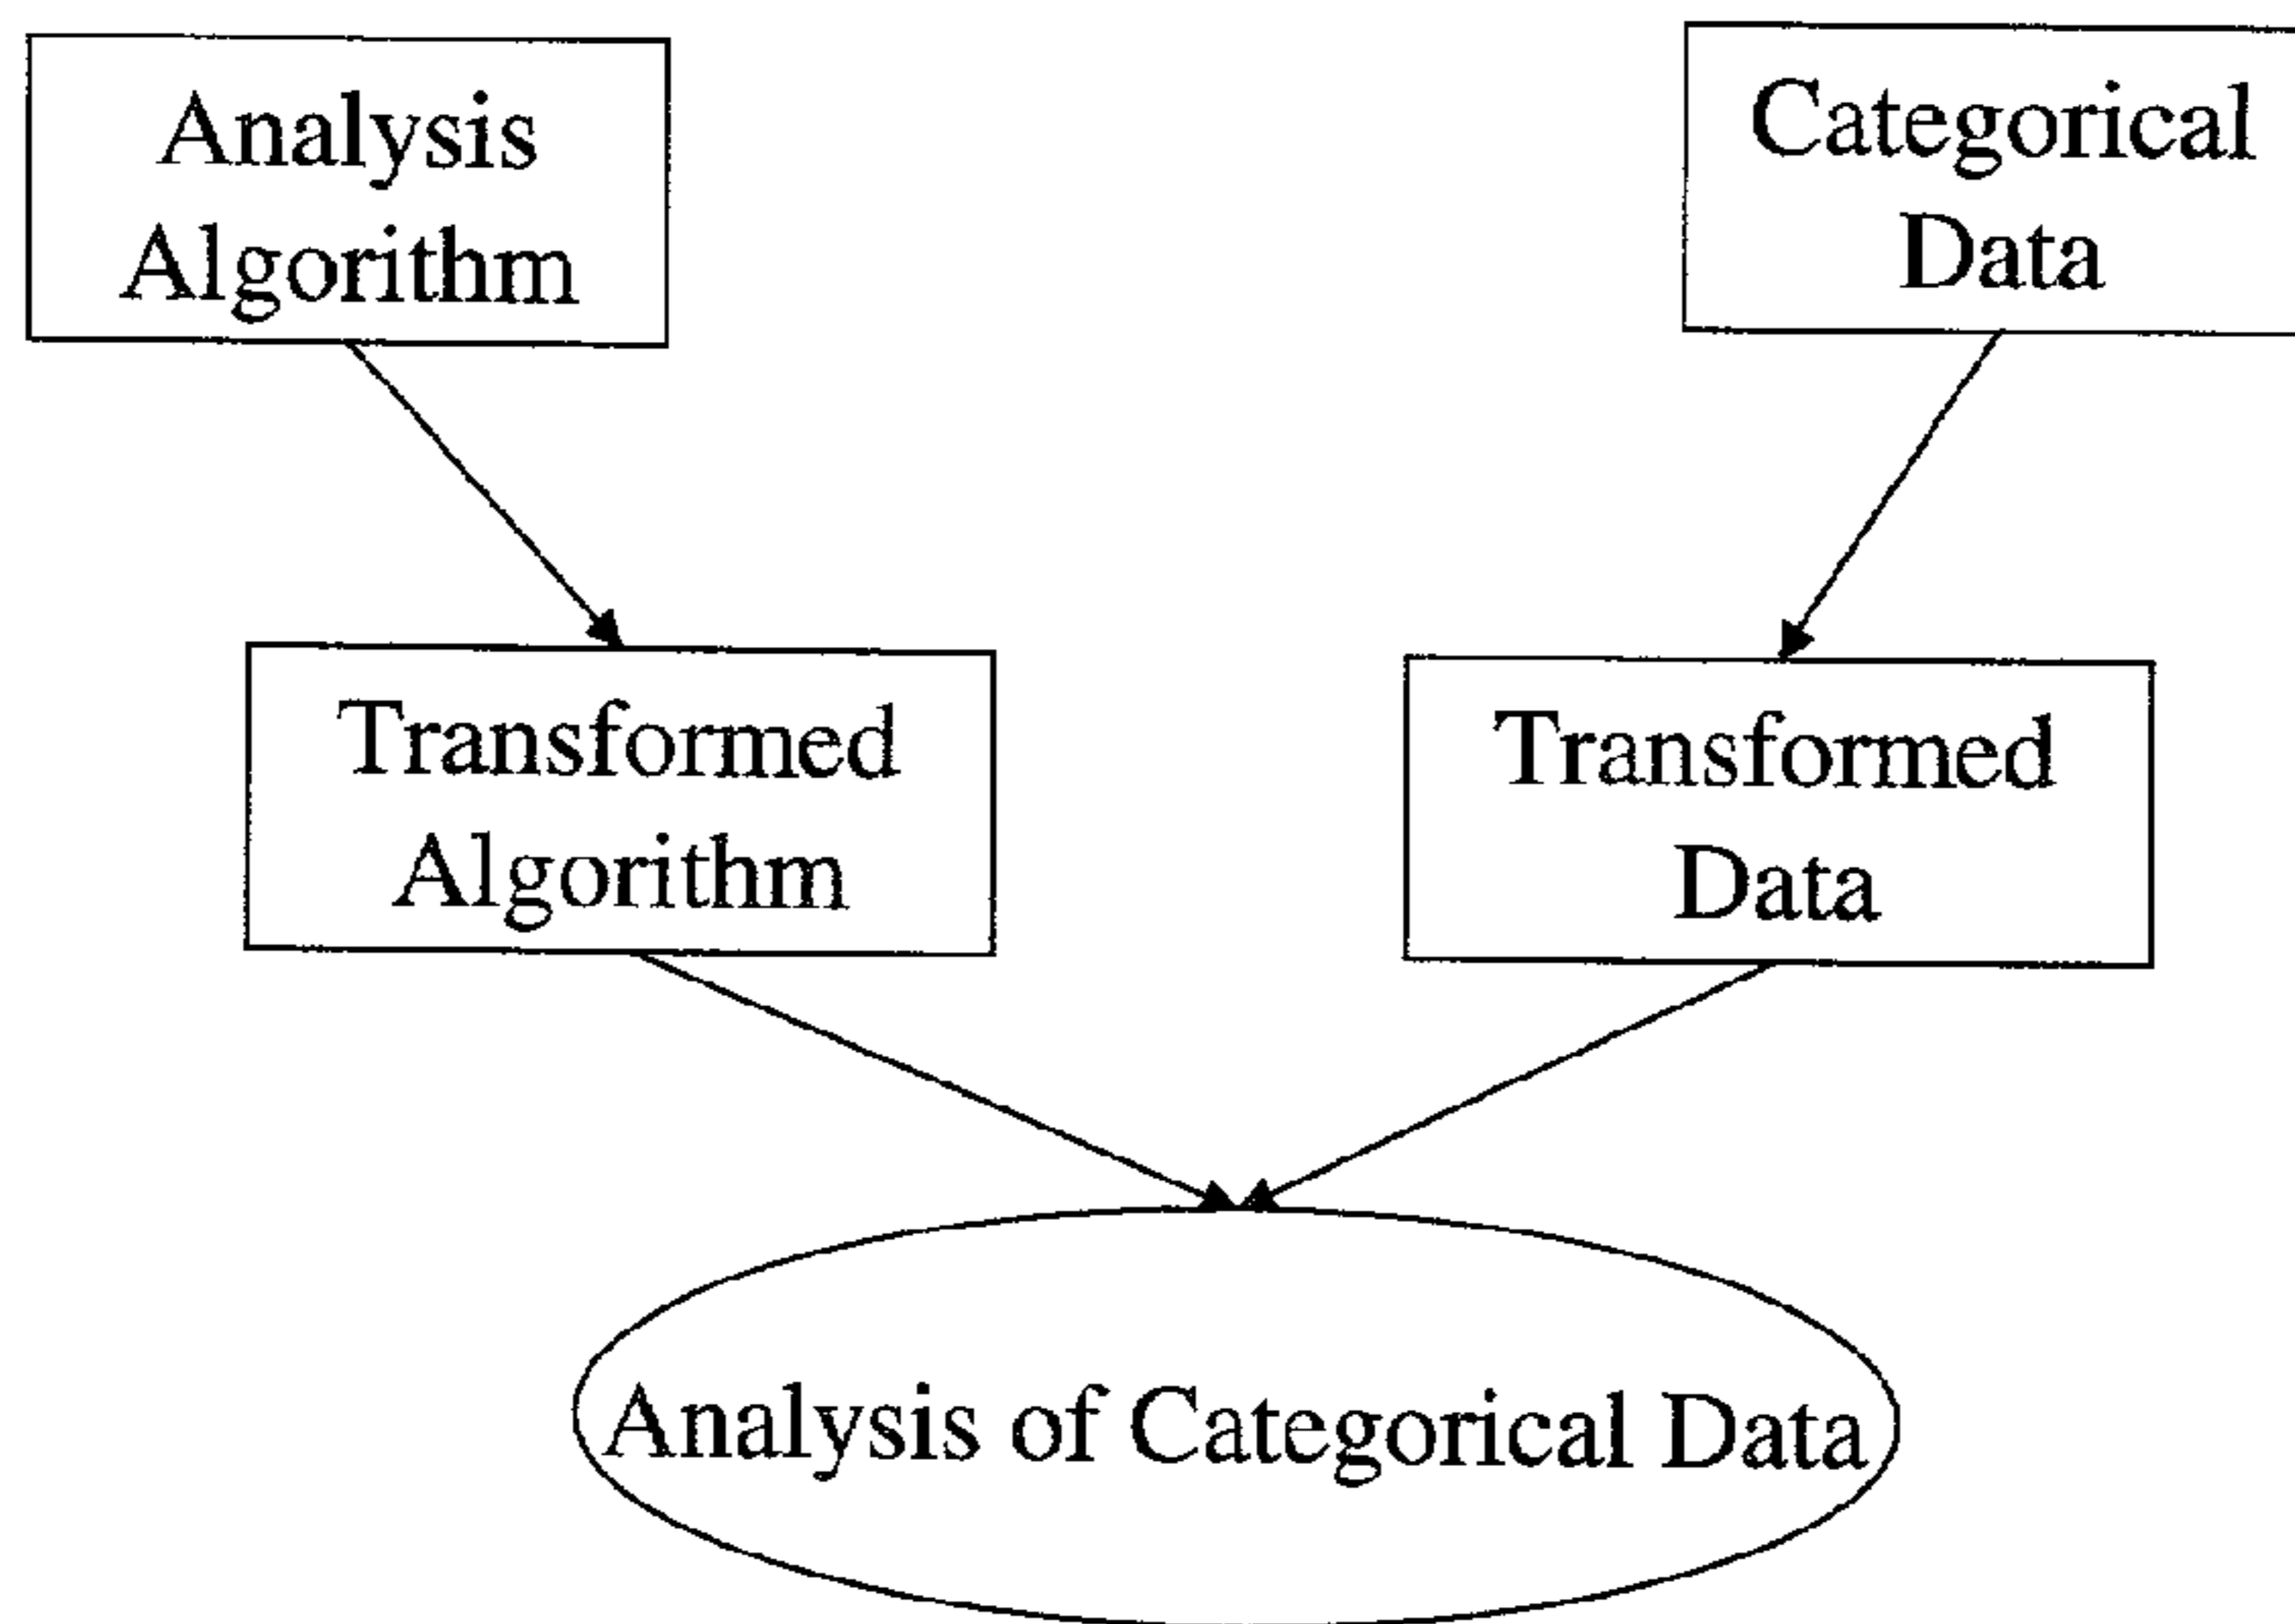 Analysis
Algorithm
Categorical
Data
Transformed
Algorithm
Transformed
Data
Analysis of Categorical Data